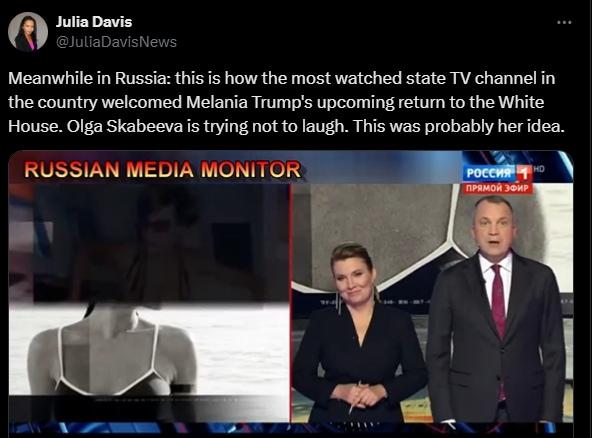 Julia Davis
@JuliaDavisNews
Meanwhile in Russia: this is how the most watched state TV channel in
the country welcomed Melania Trump's upcoming return to the White
House. Olga Skabeeva is trying not to laugh. This was probably her idea.
RUSSIAN MEDIA MONITOR
РОССИЯ 1 HD
ПРЯМОЙ ЭФИР